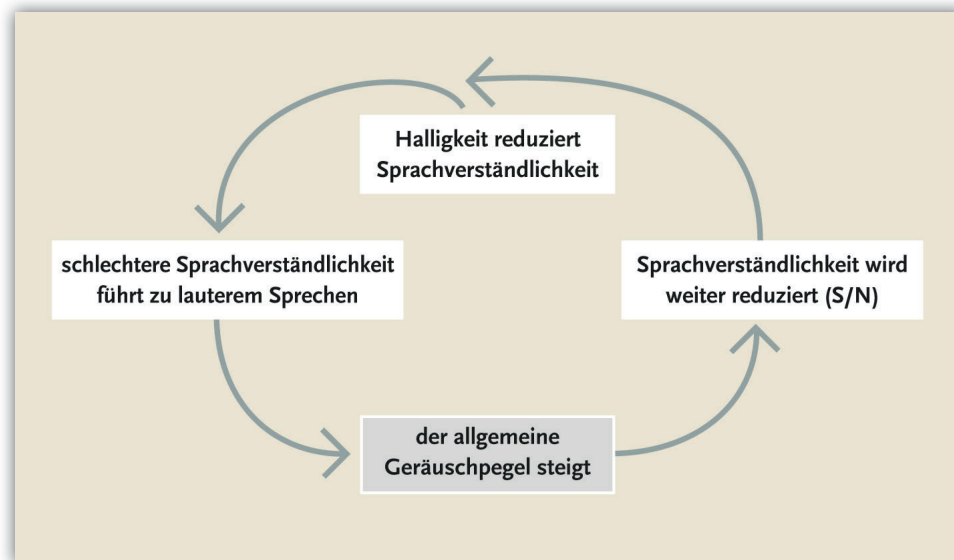 Halligkeit reduziert
Sprachverständlichkeit
schlechtere Sprachverständlichkeit
führt zu lauterem Sprechen
Sprachverständlichkeit wird
weiter reduziert (S/N)
der allgemeine
Geräuschpegel steigt